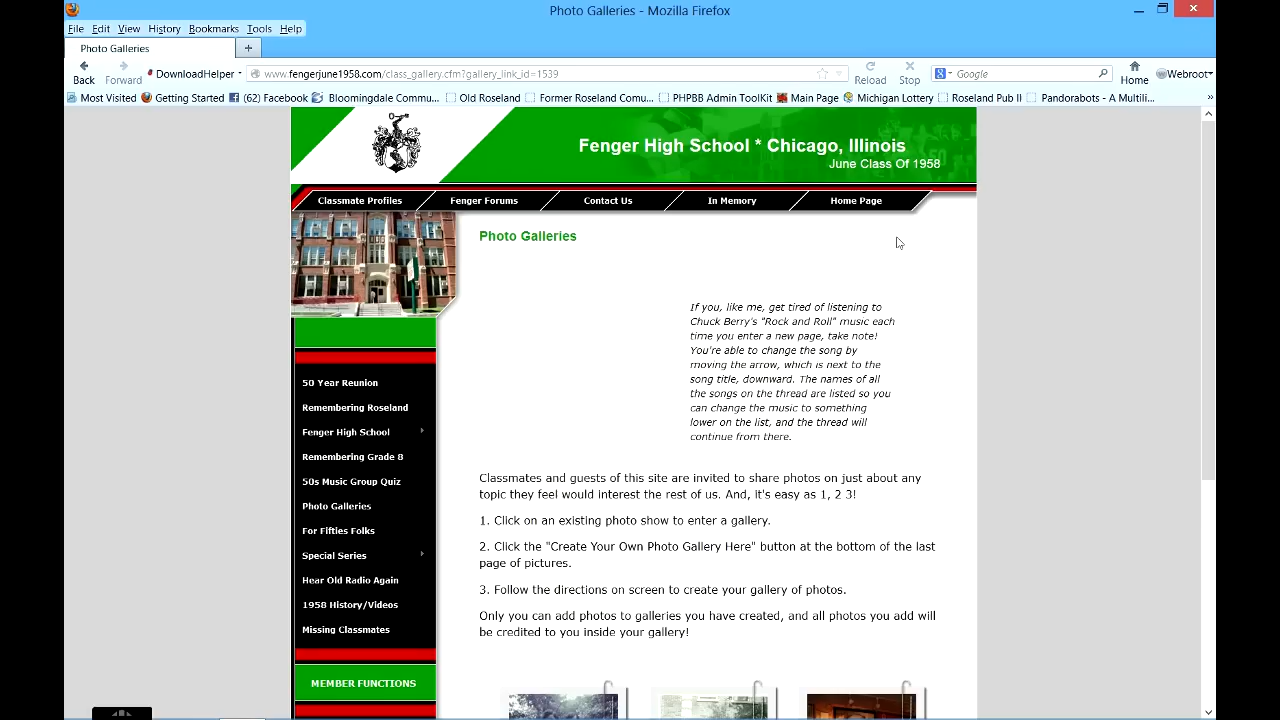 Photo Galleries - Mozilla Firefox
File Edit View History Bookmarks Tools Help
Photo Galleries +
Back Forward DownloadHelper www.fengerjune1958.com/class_gallery.cfm?gallery_link_id=1539 Reload Stop Google Home Webroot
Most Visited Getting Started (62) Facebook Bloomingdale Commu... Old Roseland Former Roseland Comu... PHPBB Admin ToolKit Main Page Michigan Lottery Roseland Pub II Pandorabots - A Multili... »
Fenger High School * Chicago, Illinois
June Class Of 1958
Classmate Profiles Fenger Forums Contact Us In Memory Home Page
Photo Galleries
If you, like me, get tired of listening to
Chuck Berry's "Rock and Roll" music each
time you enter a new page, take note!
You're able to change the song by
moving the arrow, which is next to the
song title, downward. The names of all
the songs on the thread are listed so you
can change the music to something
lower on the list, and the thread will
continue from there.
50 Year Reunion
Remembering Roseland
Fenger High School
Remembering Grade 8
50s Music Group Quiz
Photo Galleries
For Fifties Folks
Special Series
Hear Old Radio Again
1958 History/Videos
Missing Classmates
MEMBER FUNCTIONS
Classmates and guests of this site are invited to share photos on just about any
topic they feel would interest the rest of us. And, it's easy as 1, 2 3!
1. Click on an existing photo show to enter a gallery.
2. Click the "Create Your Own Photo Gallery Here" button at the bottom of the last
page of pictures.
3. Follow the directions on screen to create your gallery of photos.
Only you can add photos to galleries you have created, and all photos you add will
be credited to you inside your gallery!